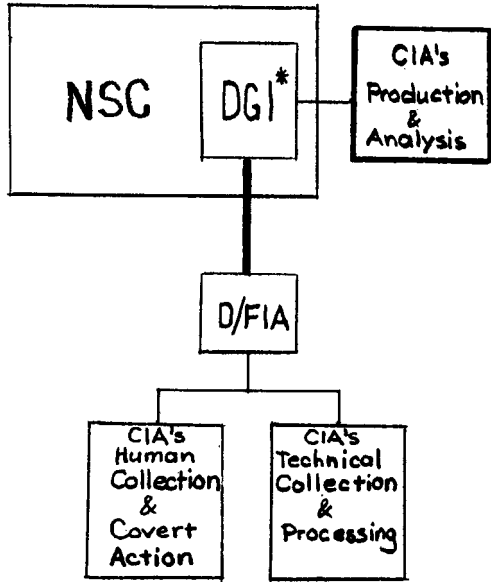 NSC
DGI*
CIA's
Production
&
Analysis
D/FIA
CIA's
Human
Collection
&
Covert
Action
CIA's
Technical
Collection
&
Processing